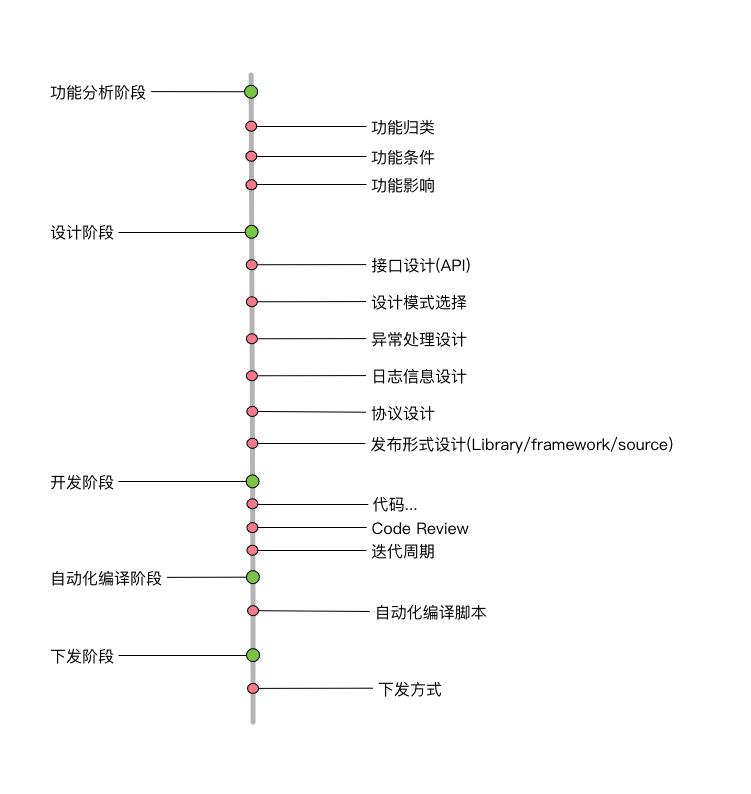 功能分析阶段
功能归类
功能条件
功能影响
设计阶段
接口设计(API)
设计模式选择
异常处理设计
日志信息设计
协议设计
发布形式设计(Library/framework/source)
开发阶段
代码...
Code Review
迭代周期
自动化编译阶段
自动化编译脚本
下发阶段
下发方式